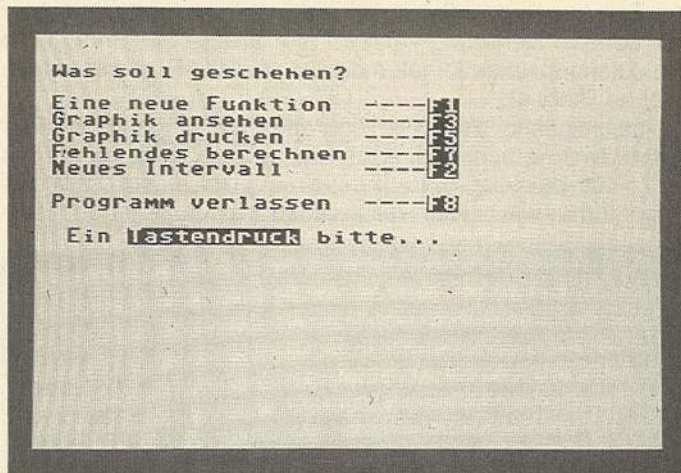 Was soll geschehen?
Eine neue Funktion ----F1
Graphik ansehen ----F3
Graphik drucken ----F5
Fehlendes berechnen ----F7
Neues Intervall ----F2
Programm verlassen ----F8
Ein Tastendruck bitte...